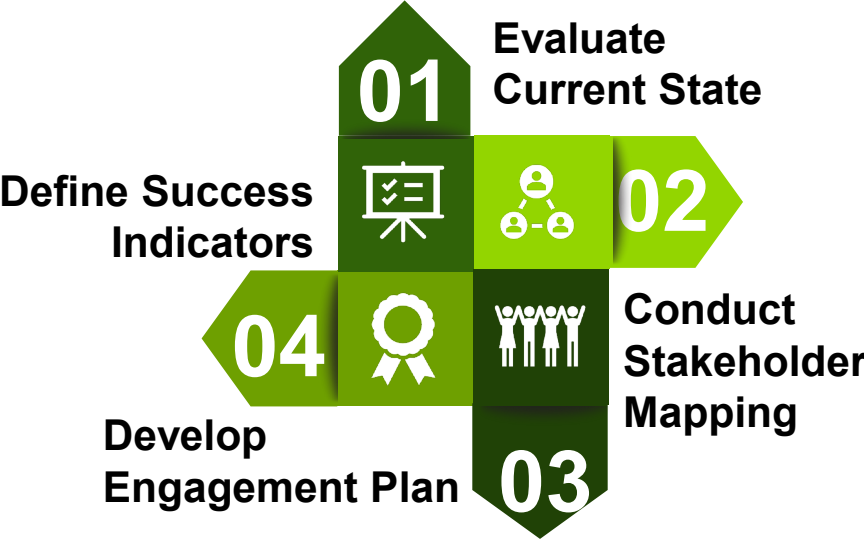 01
Evaluate
Current State
02
Conduct
Stakeholder
Mapping
03
Develop
Engagement Plan
04
Define Success
Indicators